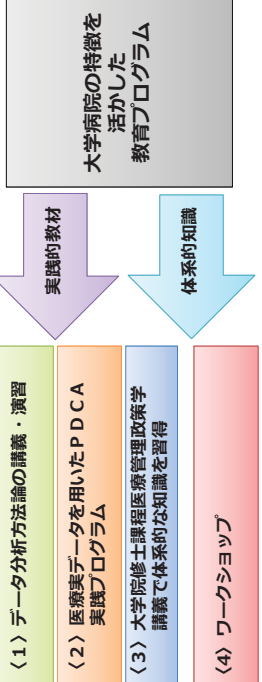 大学病院の特徴を
活かした
教育プログラム
実践的教材
体系的知識
〈1〉データ分析方法論の講義・演習
〈2〉医療実データを用いたPDCA
実践プログラム
〈3〉大学院修士課程医療管理政策学
講義で体系的な知識を習得
〈4〉ワークショップ